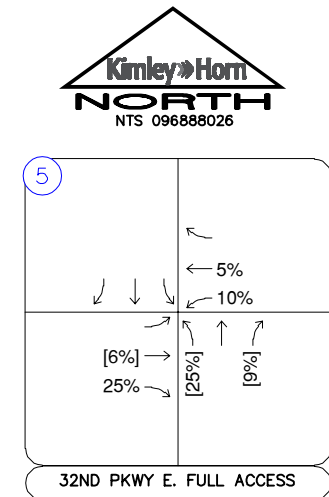 Kimley»Horn
NORTH
NTS 096888026
5
5%
10%
[6%]
25%
[25%]
[9%]
32ND PKWY E. FULL ACCESS